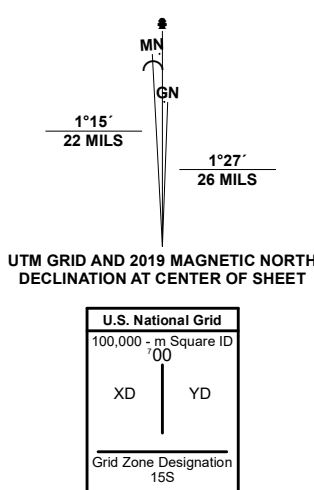 MN
GN
1°15´
22 MILS
1°27´
26 MILS
UTM GRID AND 2019 MAGNETIC NORTH
DECLINATION AT CENTER OF SHEET
U.S. National Grid
100,000 - m Square ID
⁷00
XD YD
Grid Zone Designation
15S